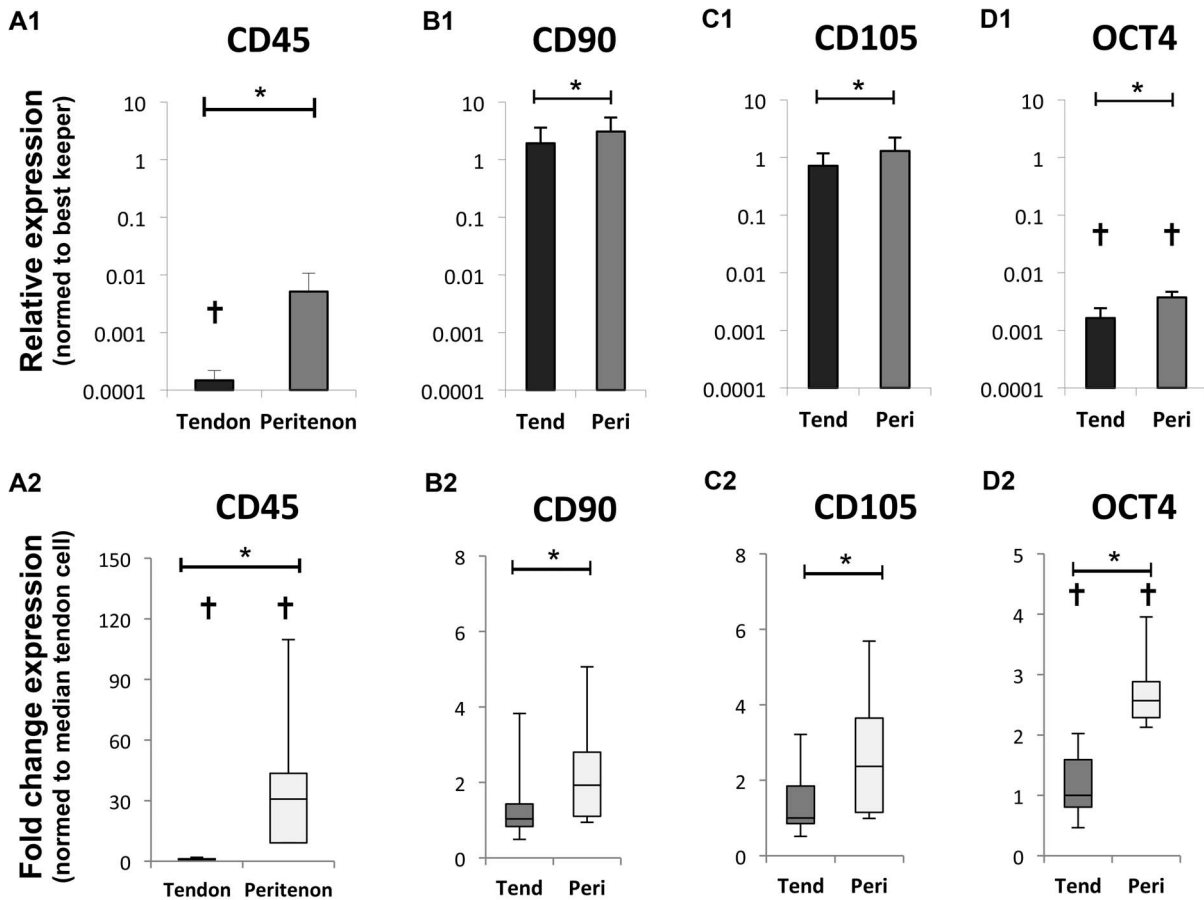 A1
CD45
B1
CD90
C1
CD105
D1
OCT4
Relative expression
(normed to best keeper)
10
1
0.1
0.01
0.001
0.0001
*
†
Tendon Peritenon
10
1
0.1
0.01
0.001
0.0001
*
Tend Peri
10
1
0.1
0.01
0.001
0.0001
*
Tend Peri
10
1
0.1
0.01
0.001
0.0001
*
† †
Tend Peri
A2
CD45
B2
CD90
C2
CD105
D2
OCT4
Fold change expression
(normed to median tendon cell)
150
120
90
60
30
0
*
† †
Tendon Peritenon
8
6
4
2
0
*
Tend Peri
8
6
4
2
0
*
Tend Peri
5
4
3
2
1
0
*
† †
Tend Peri